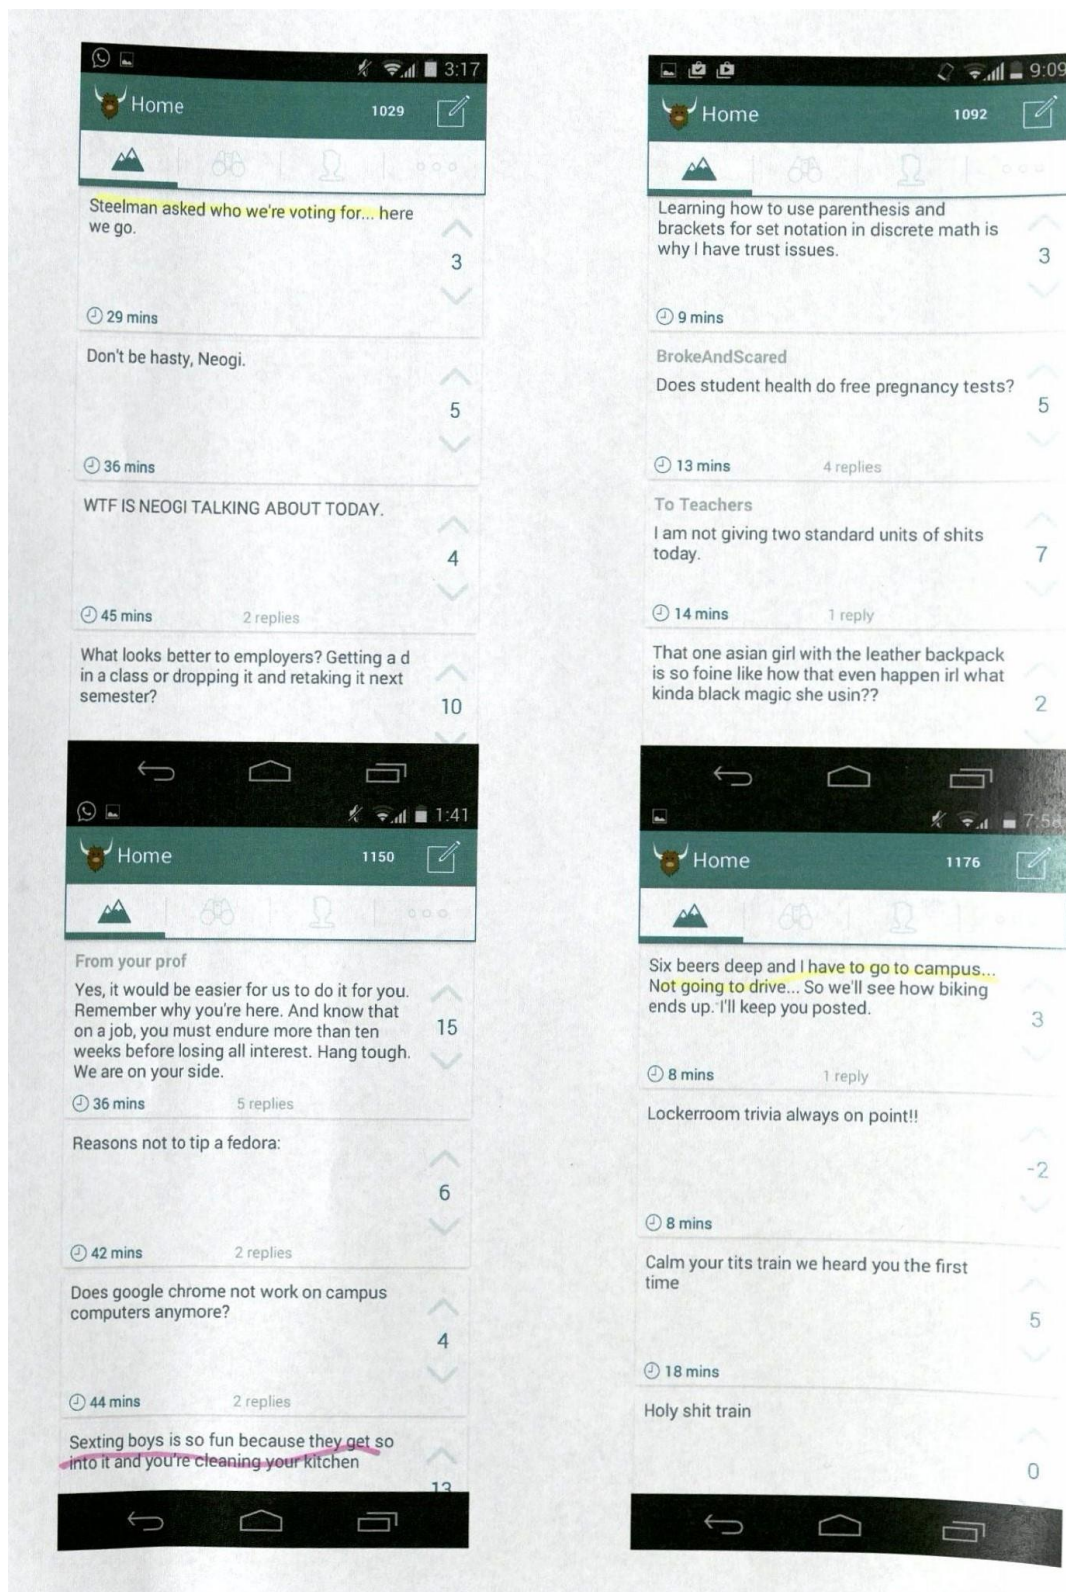 3:17
Home
1029
Steelman asked who we're voting for... here
we go.
3
29 mins
Don't be hasty, Neogi.
5
36 mins
WTF IS NEOGI TALKING ABOUT TODAY.
4
45 mins
2 replies
What looks better to employers? Getting a d
in a class or dropping it and retaking it next
semester?
10
9:09
Home
1092
Learning how to use parenthesis and
brackets for set notation in discrete math is
why I have trust issues.
3
9 mins
BrokeAndScared
Does student health do free pregnancy tests?
5
13 mins
4 replies
To Teachers
I am not giving two standard units of shits
today.
7
14 mins
1 reply
That one asian girl with the leather backpack
is so foine like how that even happen irl what
kinda black magic she usin??
2
1:41
Home
1150
From your prof
Yes, it would be easier for us to do it for you.
Remember why you're here. And know that
on a job, you must endure more than ten
weeks before losing all interest. Hang tough.
We are on your side.
15
36 mins
5 replies
Reasons not to tip a fedora:
6
42 mins
2 replies
Does google chrome not work on campus
computers anymore?
4
44 mins
2 replies
Sexting boys is so fun because they get so
into it and you're cleaning your kitchen
13
7:58
Home
1176
Six beers deep and I have to go to campus...
Not going to drive... So we'll see how biking
ends up. I'll keep you posted.
3
8 mins
1 reply
Lockerroom trivia always on point!!
-2
8 mins
Calm your tits train we heard you the first
time
5
18 mins
Holy shit train
0